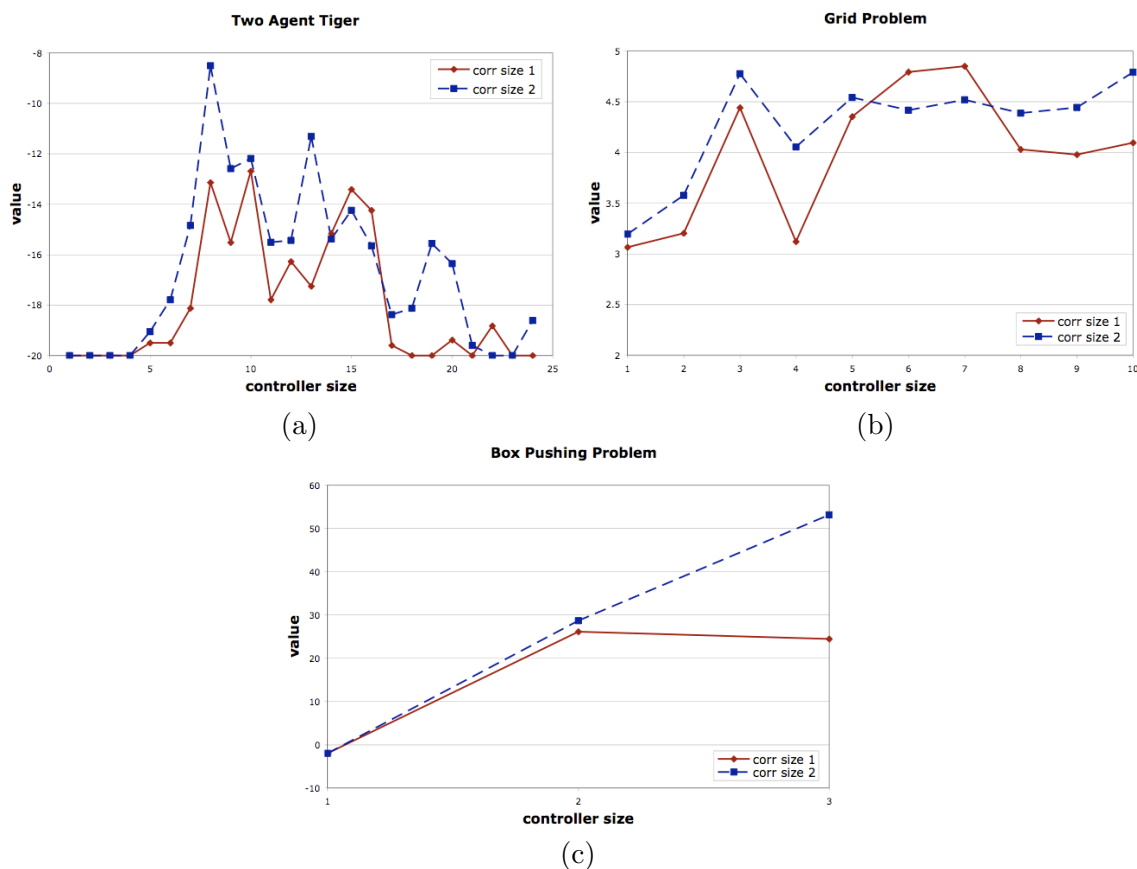 Two Agent Tiger
-8
-10
-12
-14
-16
-18
-20
value
0
5
10
15
20
25
controller size
corr size 1
corr size 2
(a)
Grid Problem
5
4.5
4
3.5
3
2.5
2
value
1
2
3
4
5
6
7
8
9
10
controller size
corr size 1
corr size 2
(b)
Box Pushing Problem
60
50
40
30
20
10
0
-10
value
1
2
3
controller size
corr size 1
corr size 2
(c)